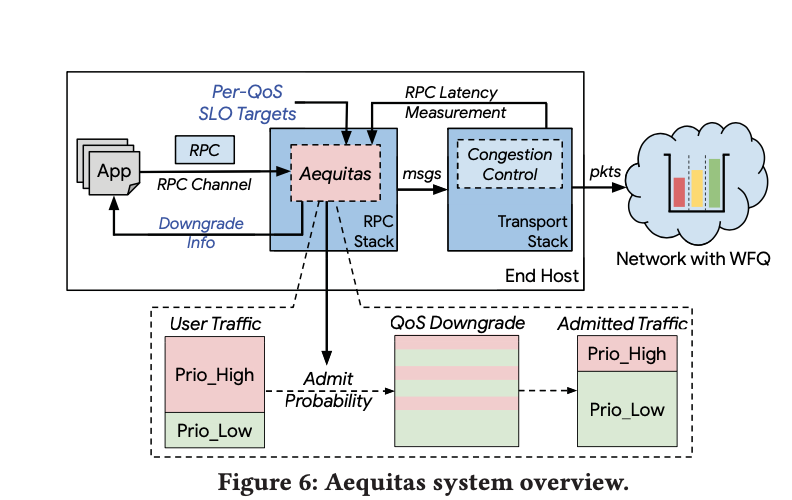 Per-QoS
SLO Targets
RPC Latency
Measurement
RPC
App
RPC Channel
Aequitas
msgs
Congestion
Control
pkts
Downgrade
Info
RPC
Stack
Transport
Stack
Network with WFQ
End Host
User Traffic
QoS Downgrade
Admitted Traffic
Prio_High
Prio_Low
Admit
Probability
Prio_High
Prio_Low
Figure 6: Aequitas system overview.